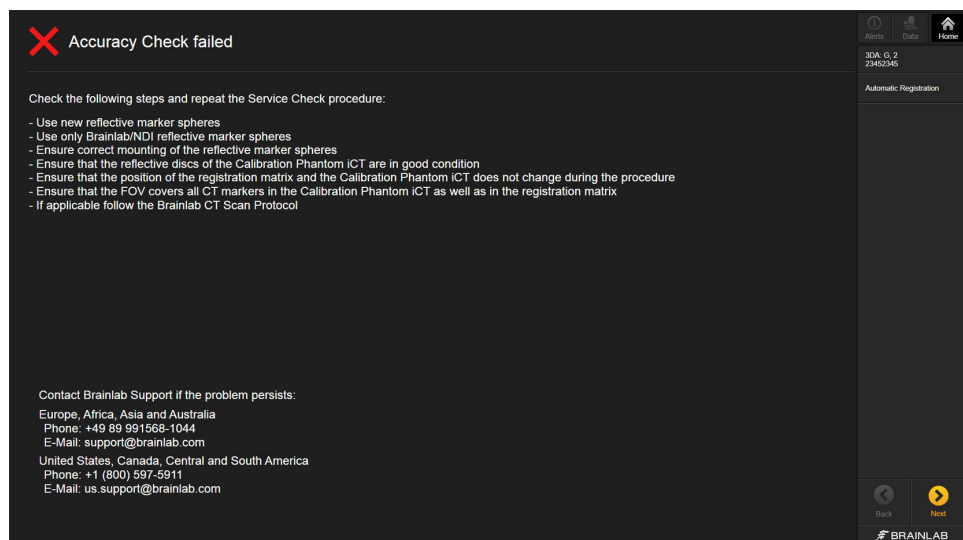 Accuracy Check failed
Check the following steps and repeat the Service Check procedure:
- Use new reflective marker spheres
- Use only Brainlab/NDI reflective marker spheres
- Ensure correct mounting of the reflective marker spheres
- Ensure that the reflective discs of the Calibration Phantom iCT are in good condition
- Ensure that the position of the registration matrix and the Calibration Phantom iCT does not change during the procedure
- Ensure that the FOV covers all CT markers in the Calibration Phantom iCT as well as in the registration matrix
- If applicable follow the Brainlab CT Scan Protocol
Contact Brainlab Support if the problem persists:
Europe, Africa, Asia and Australia
Phone: +49 89 991568-1044
E-Mail: support@brainlab.com
United States, Canada, Central and South America
Phone: +1 (800) 597-5911
E-Mail: us.support@brainlab.com
Alerts Data Home
3DA: G, 2
23452345
Automatic Registration
Back Next
BRAINLAB